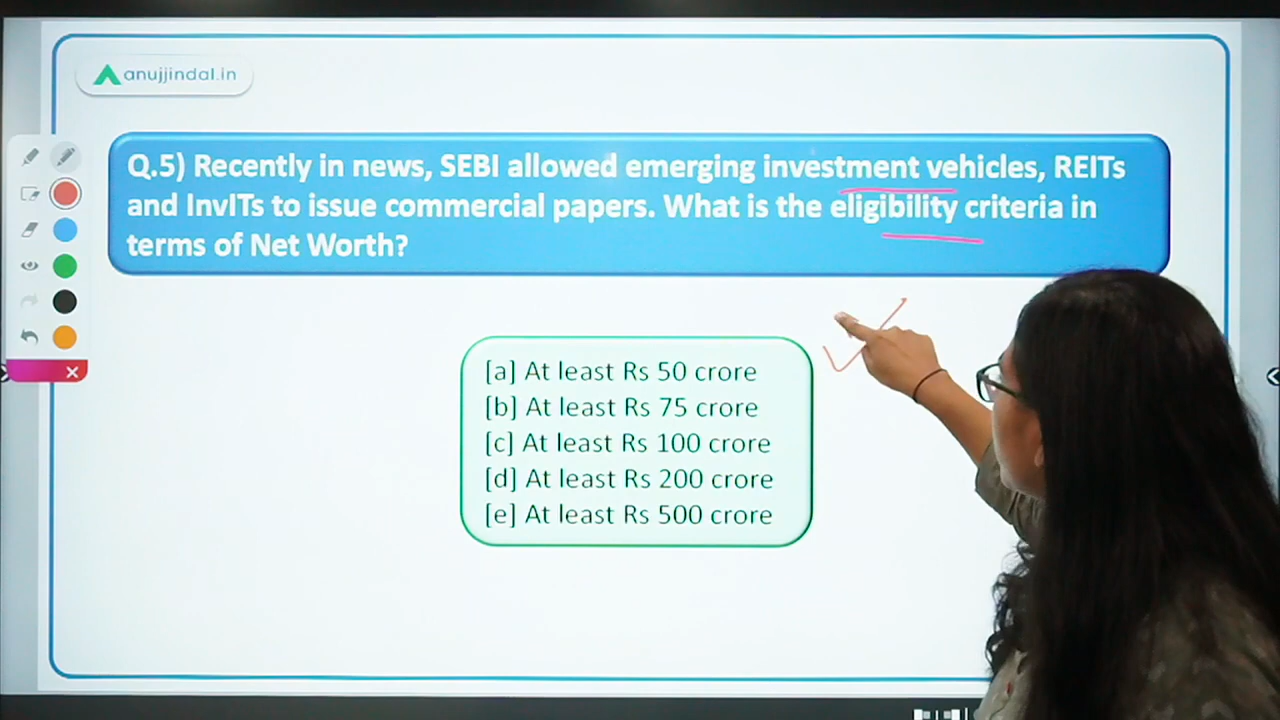 anujjindal.in
Q.5) Recently in news, SEBI allowed emerging investment vehicles, REITs
and InvITs to issue commercial papers. What is the eligibility criteria in
terms of Net Worth?
[a] At least Rs 50 crore
[b] At least Rs 75 crore
[c] At least Rs 100 crore
[d] At least Rs 200 crore
[e] At least Rs 500 crore